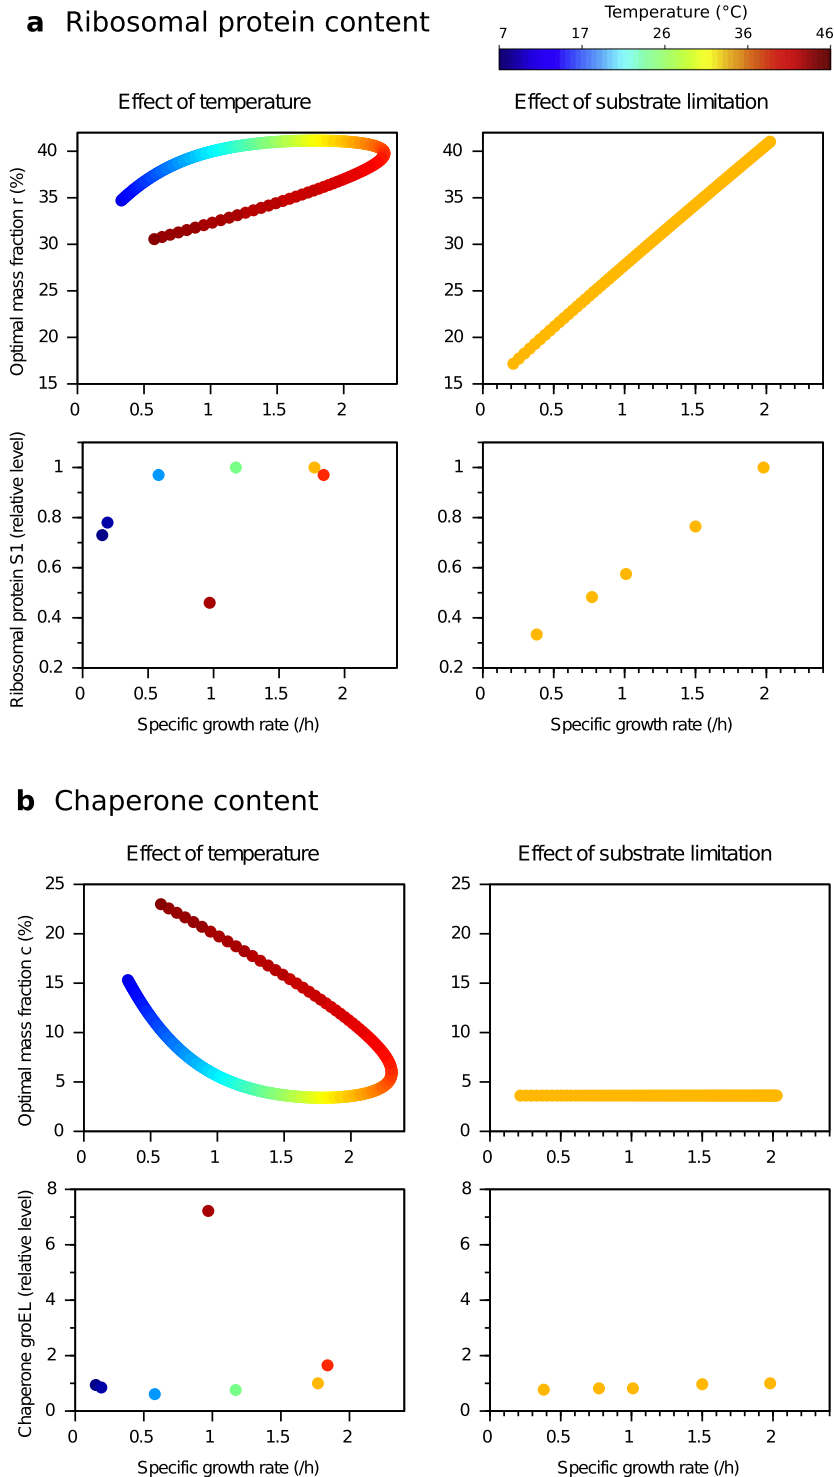 a Ribosomal protein content
Temperature (°C)
7 17 26 36 46
Effect of temperature
Effect of substrate limitation
Optimal mass fraction r (%)
40
35
30
25
20
15
0 0.5 1 1.5 2
40
35
30
25
20
15
0 0.5 1 1.5 2
Ribosomal protein S1 (relative level)
1
0.8
0.6
0.4
0.2
0 0.5 1 1.5 2
Specific growth rate (/h)
1
0.8
0.6
0.4
0.2
0 0.5 1 1.5 2
Specific growth rate (/h)
b Chaperone content
Effect of temperature
Effect of substrate limitation
Optimal mass fraction c (%)
25
20
15
10
5
0
0 0.5 1 1.5 2
25
20
15
10
5
0
0 0.5 1 1.5 2
Chaperone groEL (relative level)
8
6
4
2
0
0 0.5 1 1.5 2
Specific growth rate (/h)
8
6
4
2
0
0 0.5 1 1.5 2
Specific growth rate (/h)